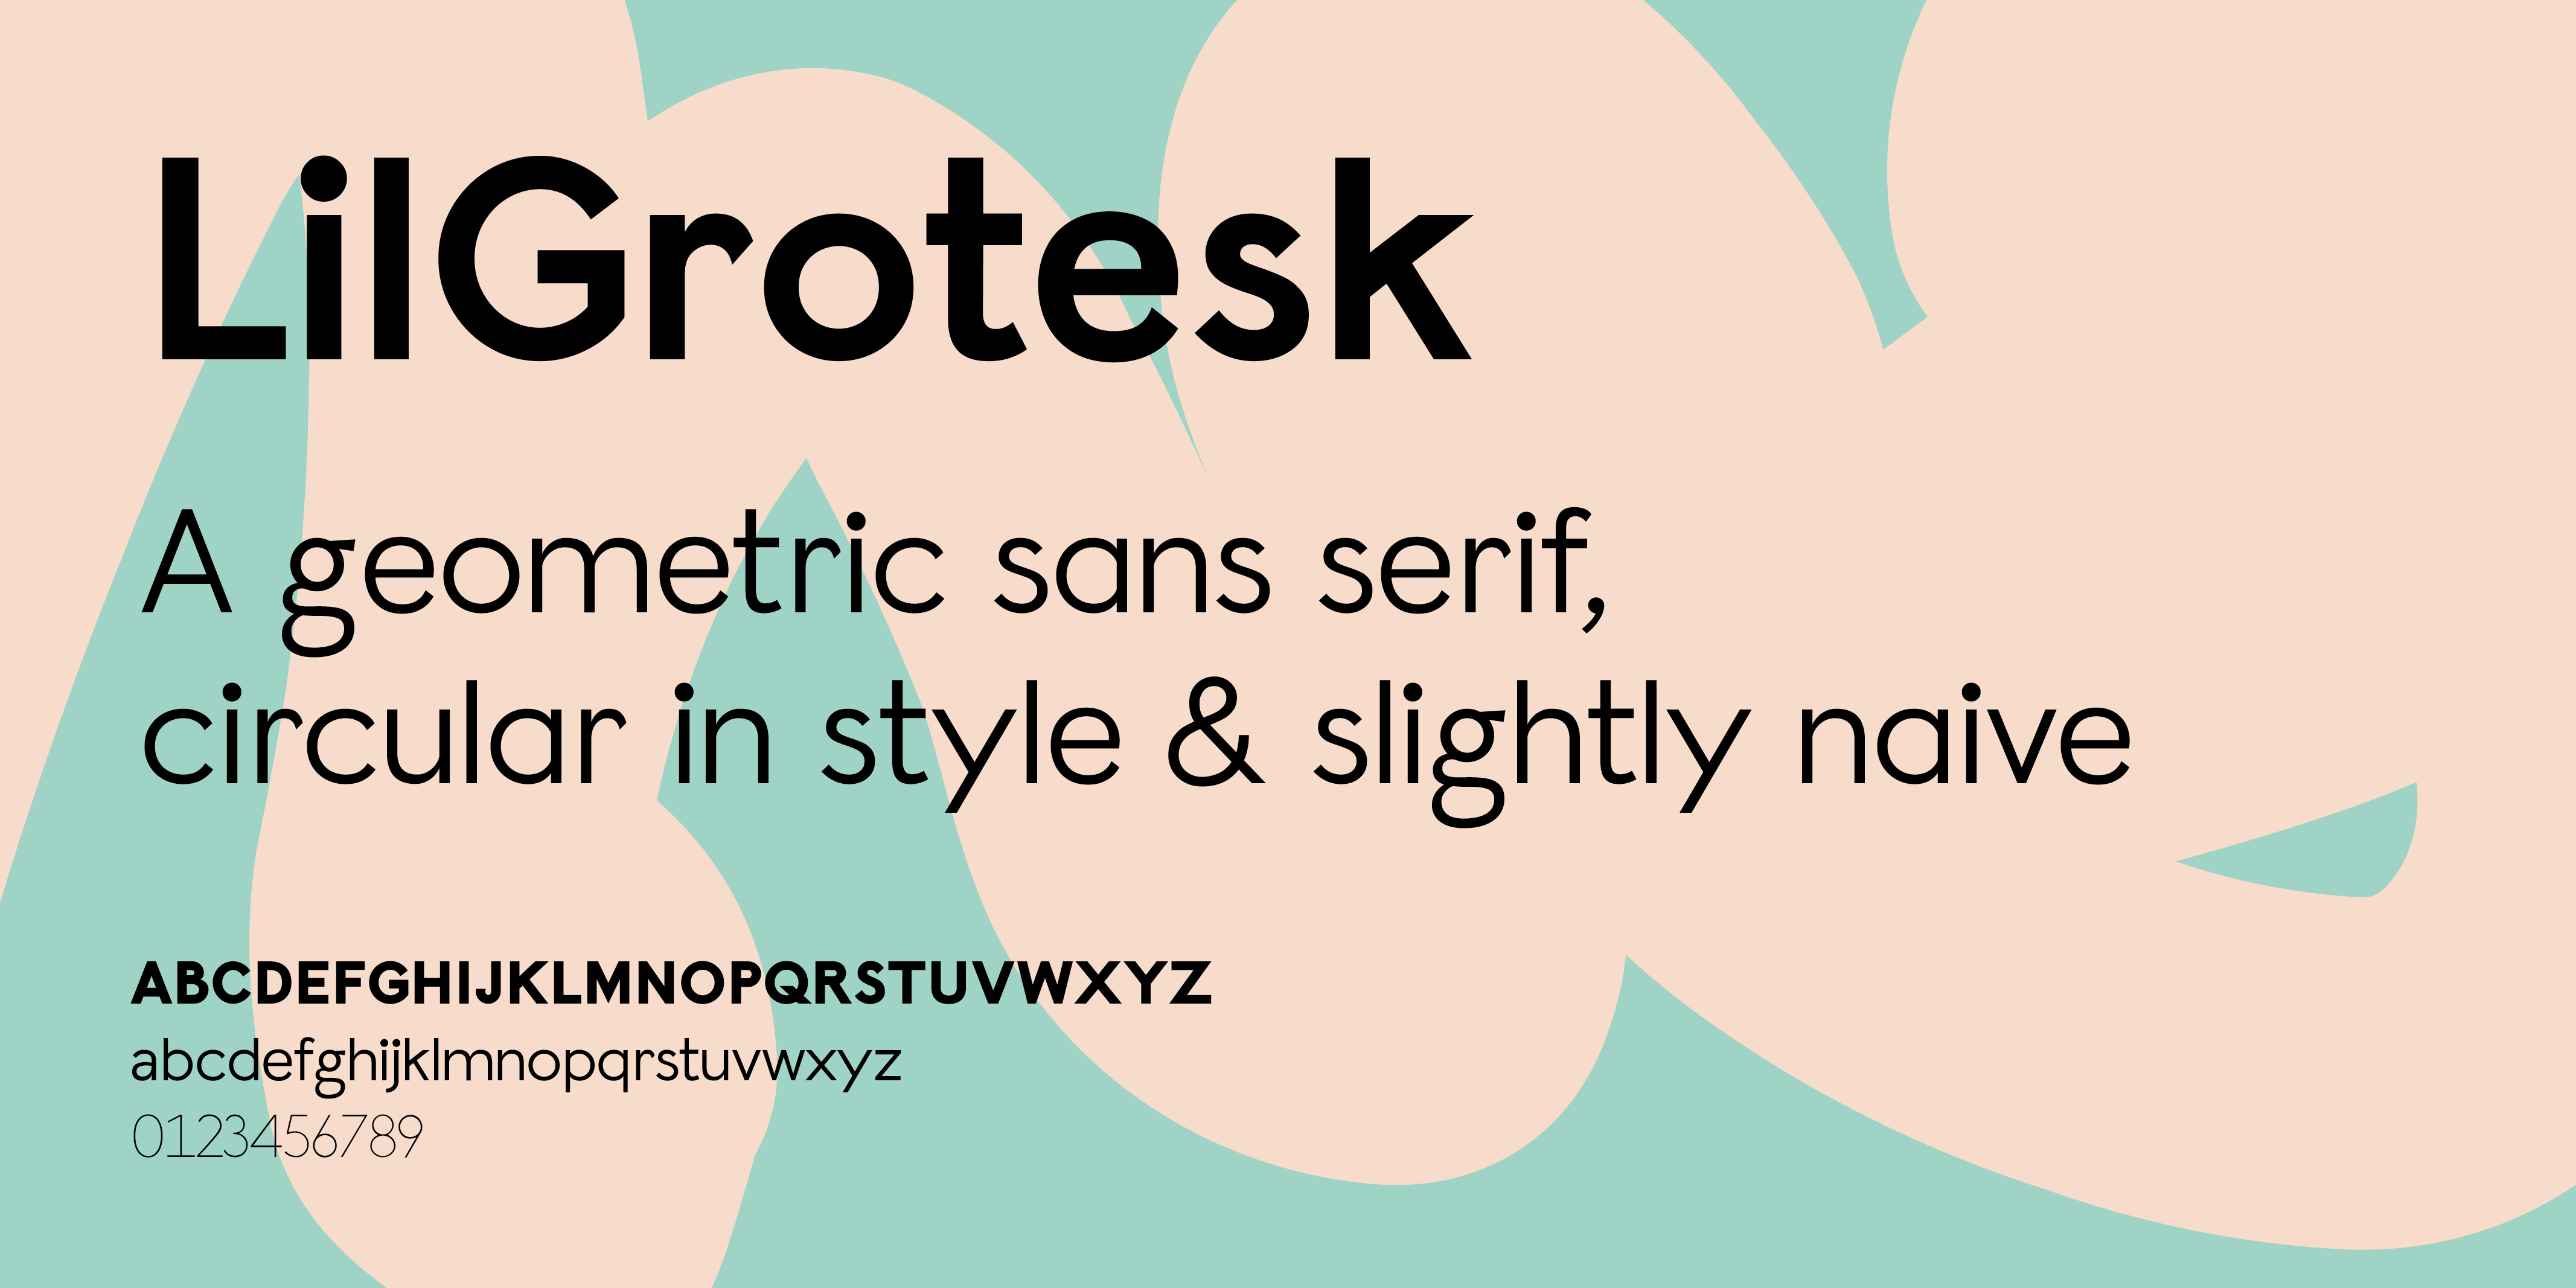 LilGrotesk
A geometric sans serif,
circular in style & slightly naive
ABCDEFGHIJKLMNOPQRSTUVWXYZ
abcdefghijklmnopqrstuvwxyz
0123456789